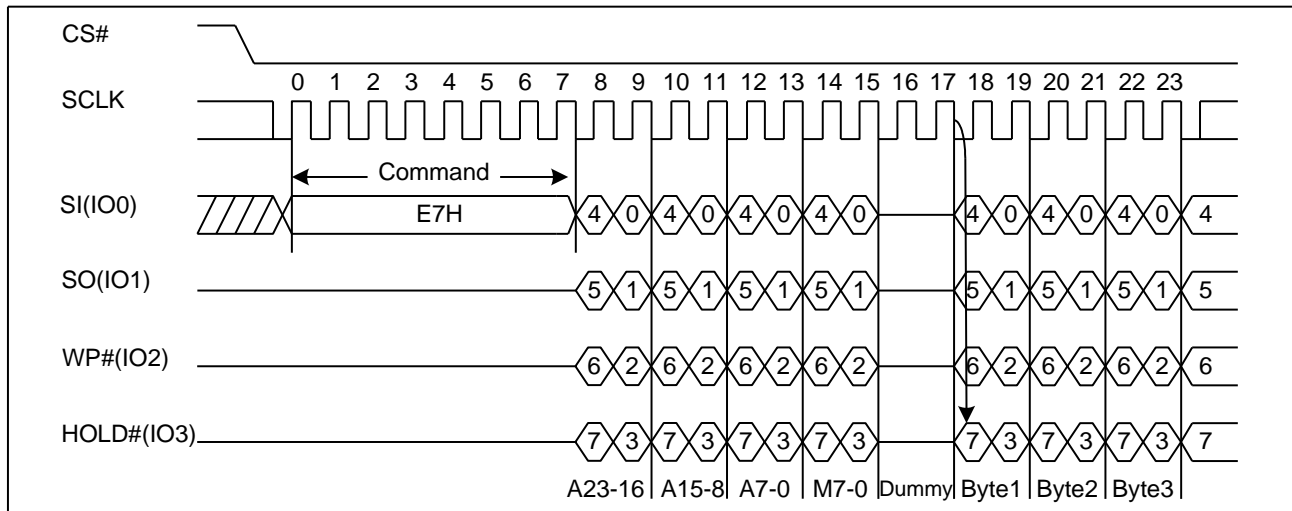 CS#
0 1 2 3 4 5 6 7 8 9 10 11 12 13 14 15 16 17 18 19 20 21 22 23
SCLK
Command
SI(IO0)
E7H
4 0 4 0 4 0 4 0 4 0 4 0 4 0 4
SO(IO1)
5 1 5 1 5 1 5 1 5 1 5 1 5 1 5
WP#(IO2)
6 2 6 2 6 2 6 2 6 2 6 2 6 2 6
HOLD#(IO3)
7 3 7 3 7 3 7 3 7 3 7 3 7 3 7
A23-16 A15-8 A7-0 M7-0 Dummy Byte1 Byte2 Byte3